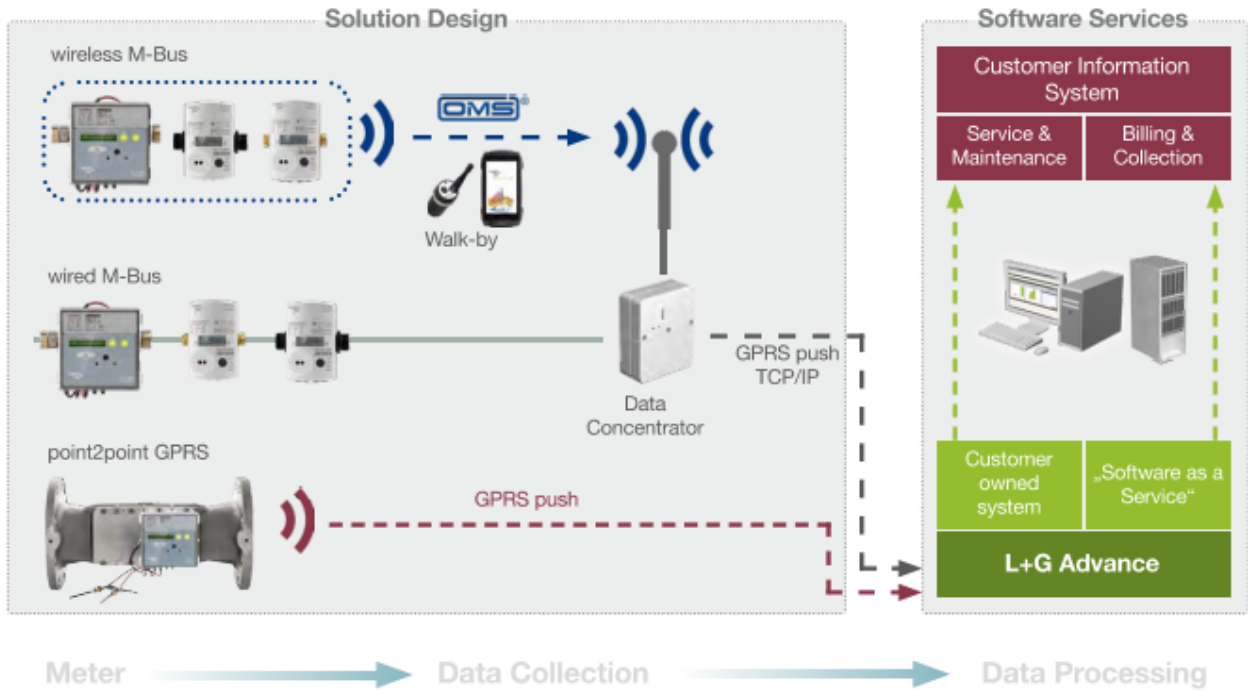 Solution Design
Software Services
wireless M-Bus
OMS®
Walk-by
wired M-Bus
GPRS push
TCP/IP
Data
Concentrator
point2point GPRS
GPRS push
Customer Information
System
Service &
Maintenance
Billing &
Collection
Customer
owned
system
„Software as a
Service“
L+G Advance
Meter
Data Collection
Data Processing